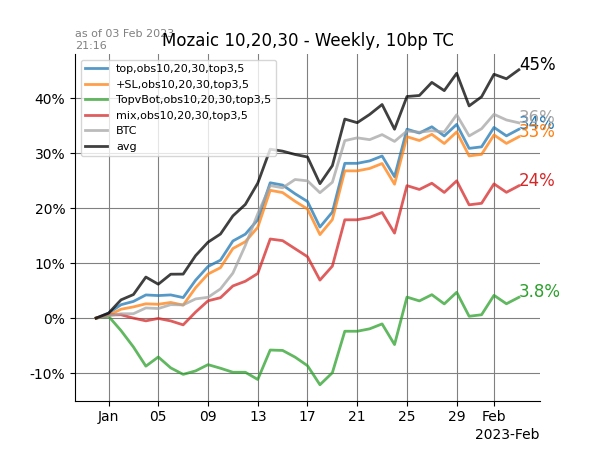 as of 03 Feb 2023
21:16
Mozaic 10,20,30 - Weekly, 10bp TC
top,obs10,20,30,top3,5
+SL,obs10,20,30,top3,5
TopvBot,obs10,20,30,top3,5
mix,obs10,20,30,top3,5
BTC
avg
45%
36%
34%
33%
24%
3.8%
40%
30%
20%
10%
0%
-10%
Jan 05 09 13 17 21 25 29 Feb
2023-Feb